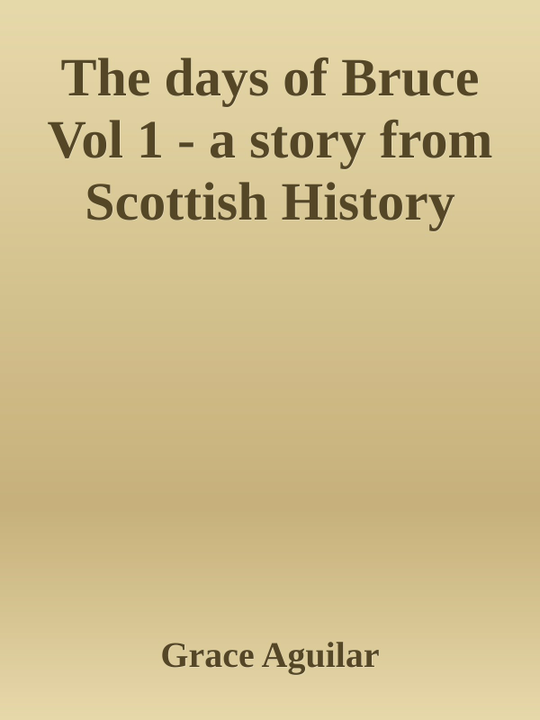 The days of Bruce
Vol 1 - a story from
Scottish History
Grace Aguilar